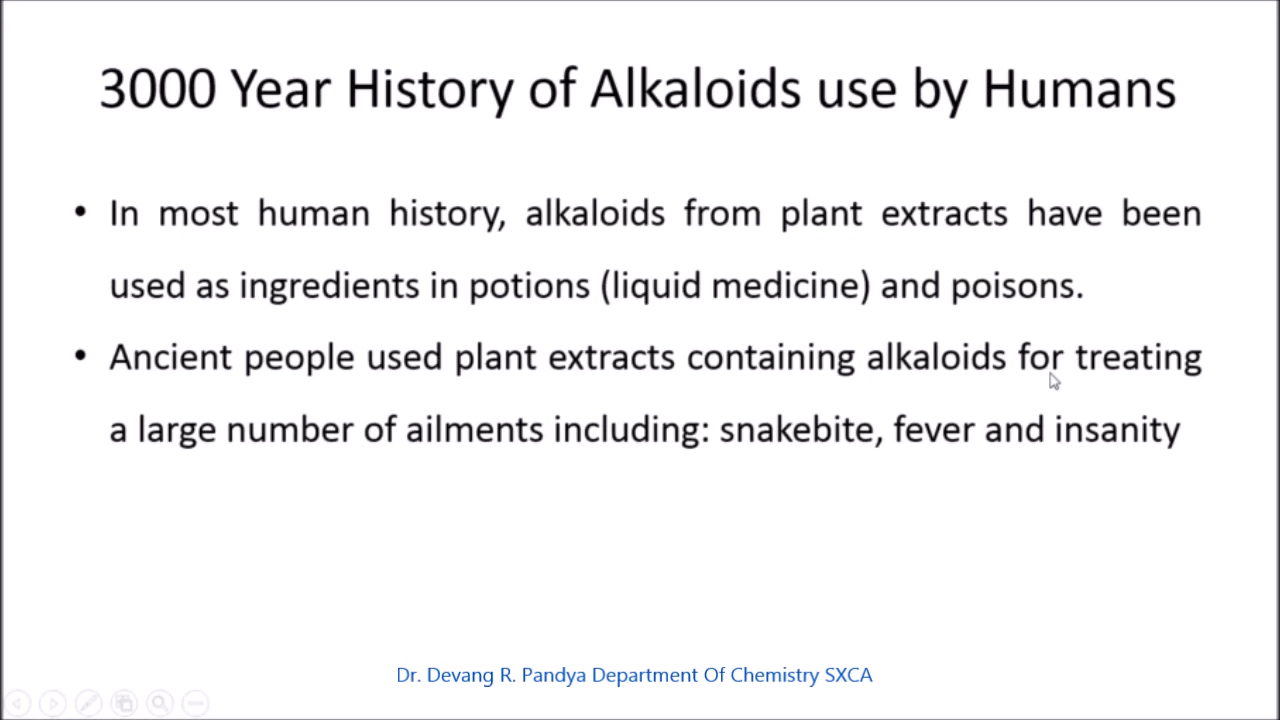 3000 Year History of Alkaloids use by Humans
• In most human history, alkaloids from plant extracts have been
used as ingredients in potions (liquid medicine) and poisons.
• Ancient people used plant extracts containing alkaloids for treating
a large number of ailments including: snakebite, fever and insanity
Dr. Devang R. Pandya Department Of Chemistry SXCA